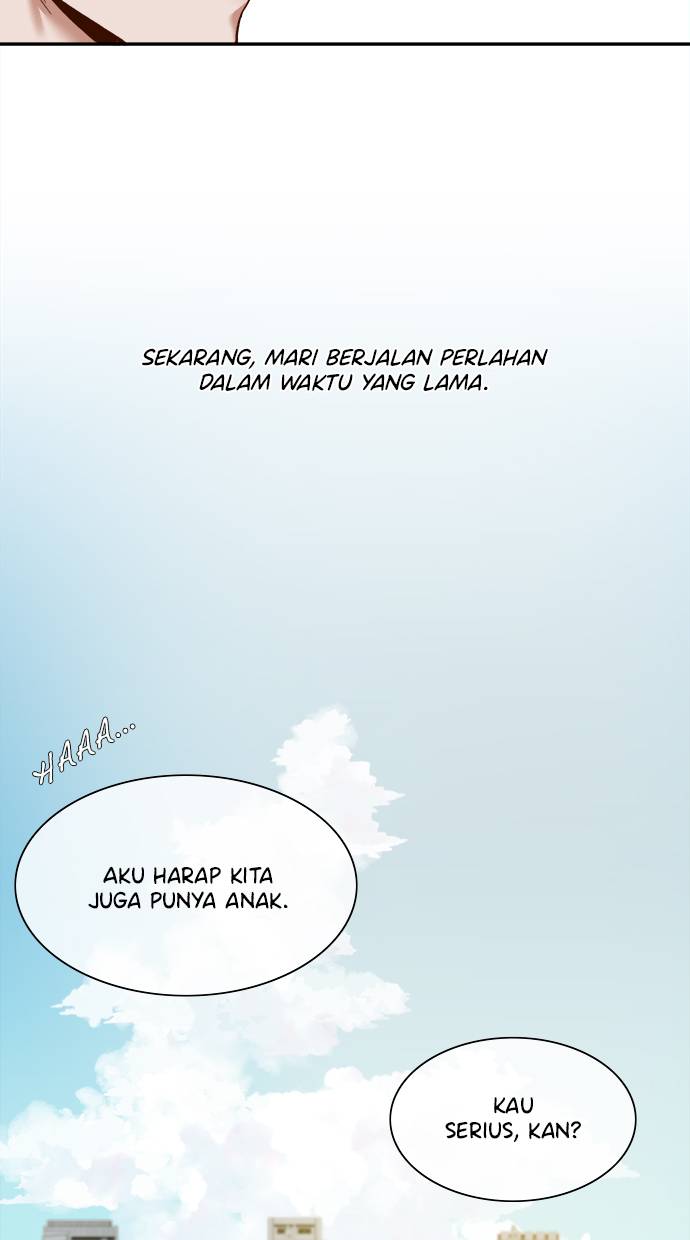 SEKARANG, MARI BERJALAN PERLAHAN
DALAM WAKTU YANG LAMA.
HAAA...
AKU HARAP KITA
JUGA PUNYA ANAK.
KAU
SERIUS, KAN?